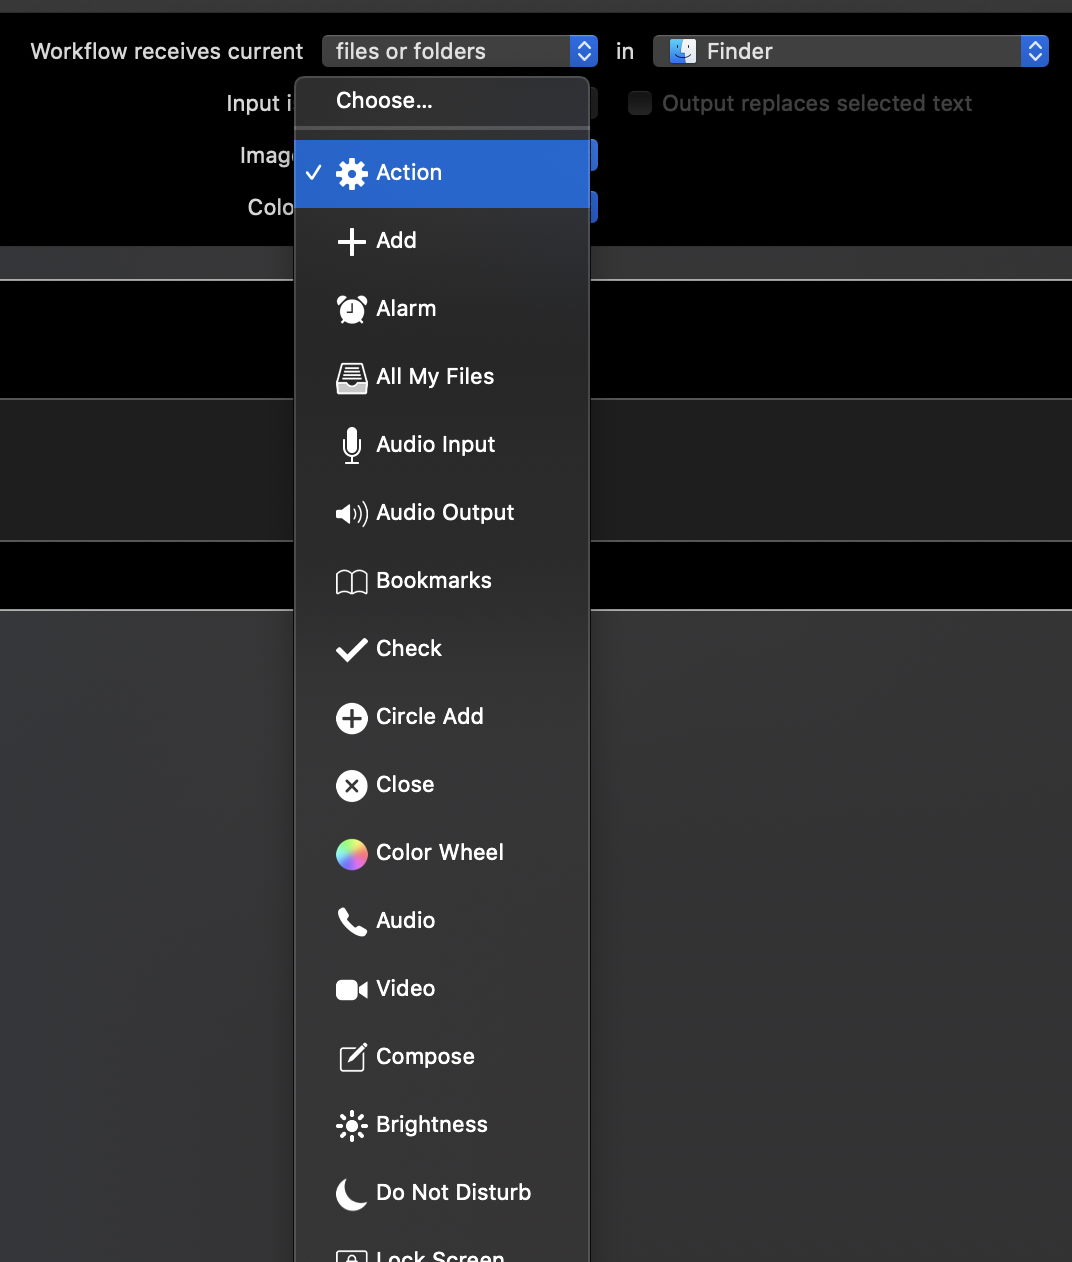 Workflow receives current files or folders in Finder
Input i
Choose...
Output replaces selected text
Image
Action
Colo
Add
Alarm
All My Files
Audio Input
Audio Output
Bookmarks
Check
Circle Add
Close
Color Wheel
Audio
Video
Compose
Brightness
Do Not Disturb
Lock Screen